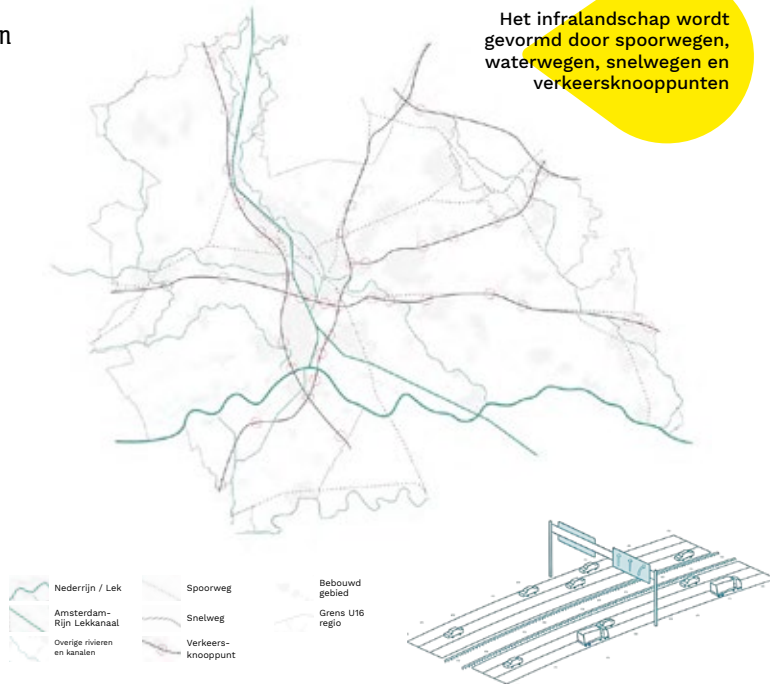 n
Het infralandschap wordt
gevormd door spoorwegen,
waterwegen, snelwegen en
verkeersknooppunten
Nederrijn / Lek
Amsterdam-
Rijn Lekkanaal
Overige rivieren
en kanalen
Spoorweg
Snelweg
Verkeers-
knooppunt
Bebouwd
gebied
Grens U16
regio